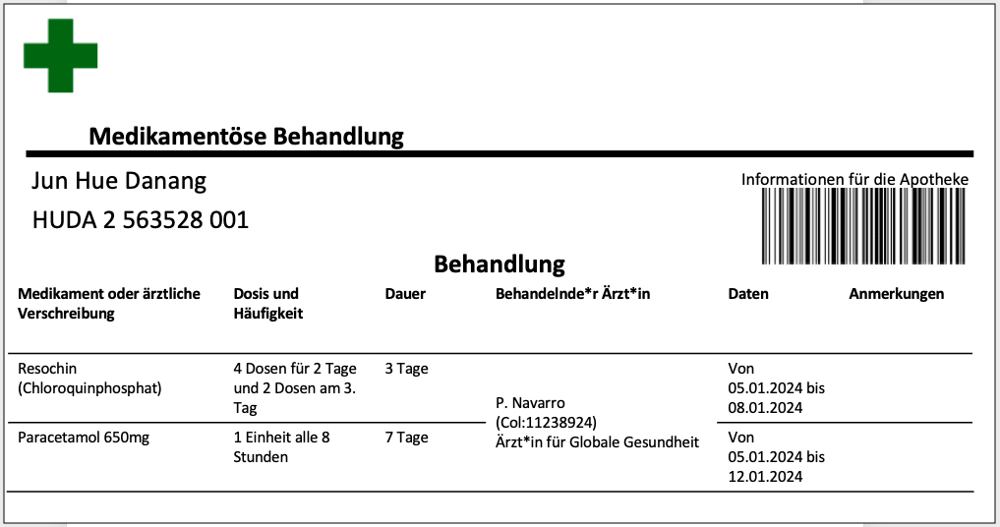 Medikamentöse Behandlung
Jun Hue Danang
HUDA 2 563528 001
Informationen für die Apotheke
Behandlung
Medikament oder ärztliche
Verschreibung
Dosis und
Häufigkeit
Dauer
Behandelnde*r Ärzt*in
Daten
Anmerkungen
Resochin
(Chloroquinphosphat)
4 Dosen für 2 Tage
und 2 Dosen am 3.
Tag
3 Tage
P. Navarro
(Col:11238924)
Ärzt*in für Globale Gesundheit
Von
05.01.2024 bis
08.01.2024
Paracetamol 650mg
1 Einheit alle 8
Stunden
7 Tage
Von
05.01.2024 bis
12.01.2024